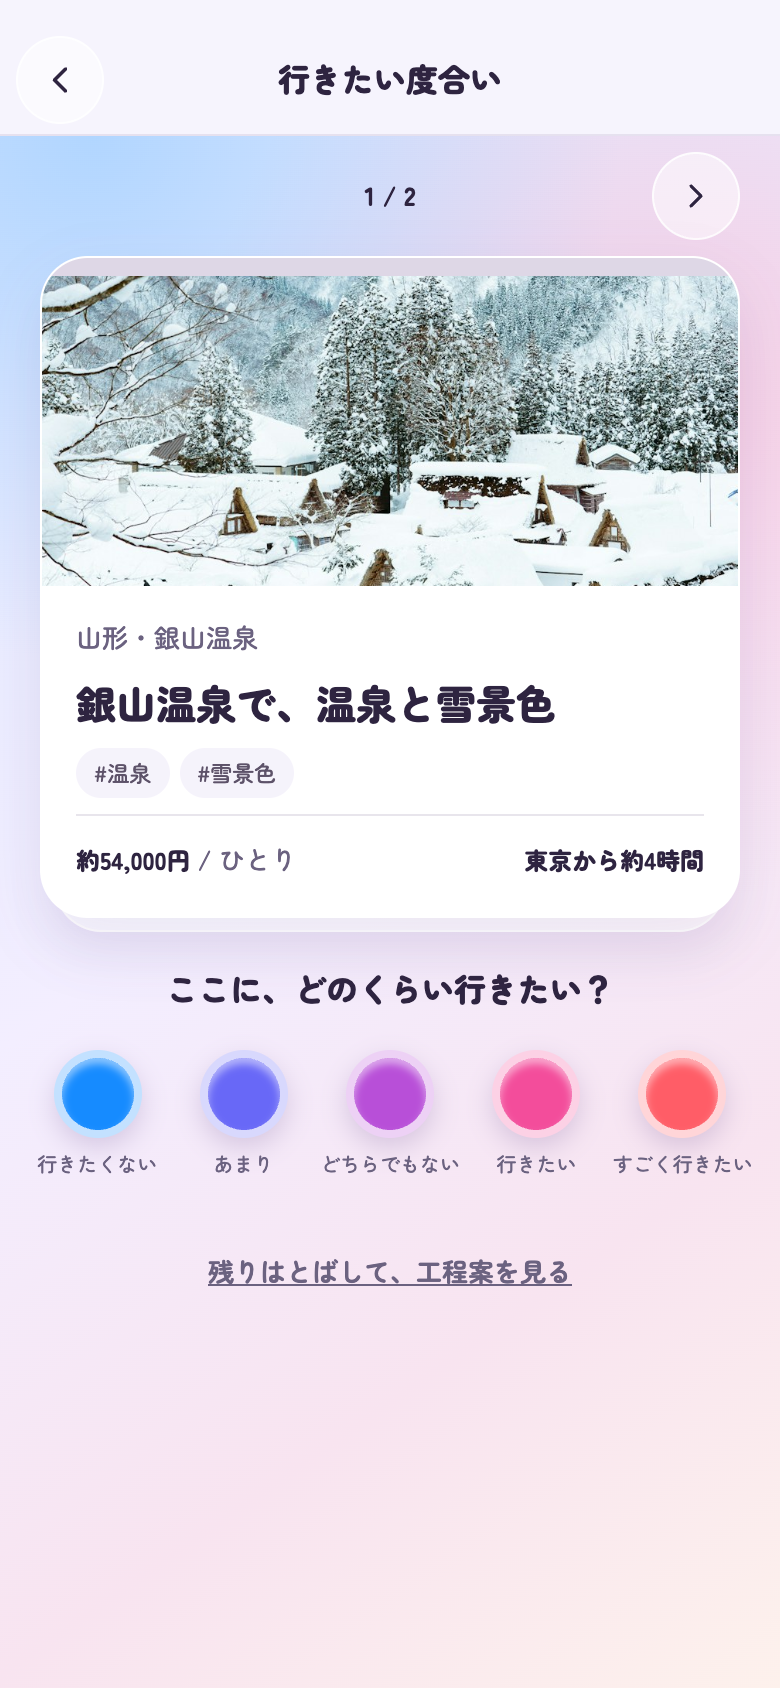 行きたい度合い
1 / 2
山形・銀山温泉
銀山温泉で、温泉と雪景色
#温泉 #雪景色
約54,000円 / ひとり 東京から約4時間
ここに、どのくらい行きたい？
行きたくない あまり どちらでもない 行きたい すごく行きたい
残りはとばして、工程案を見る